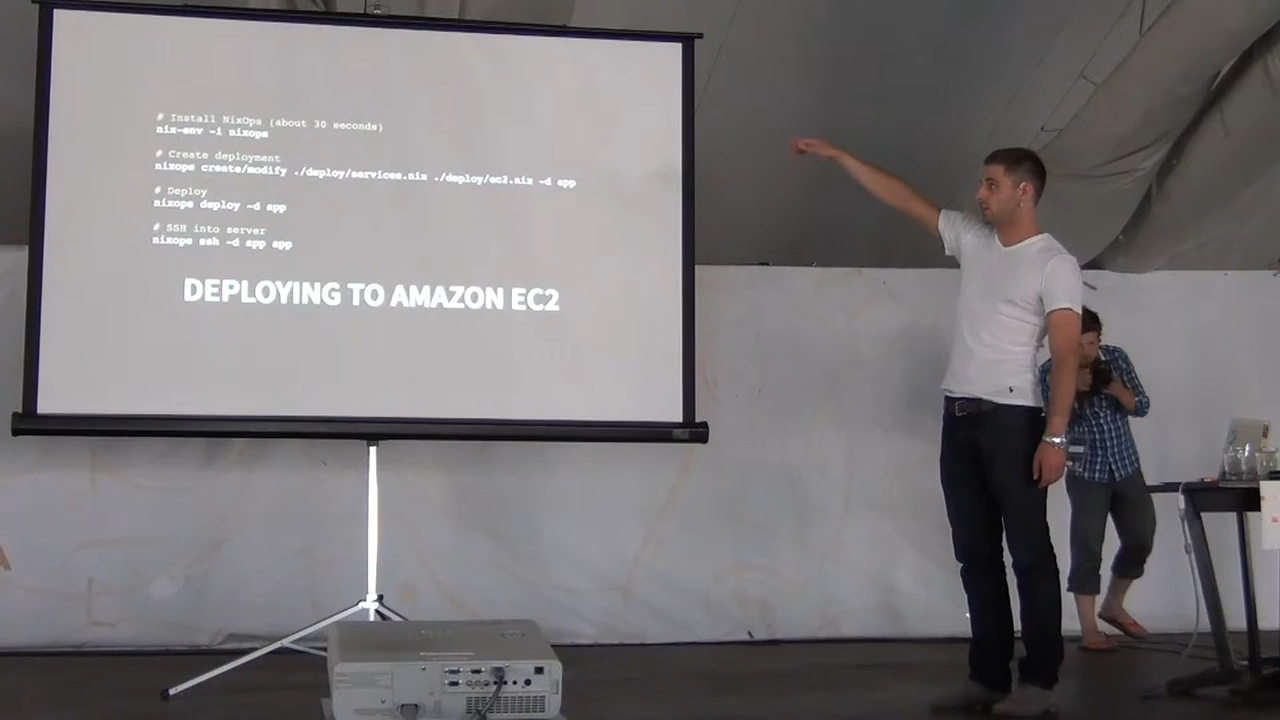 # Install NixOps (about 30 seconds)
nix-env -i nixops
# Create deployment
nixops create/modify ./deploy/services.nix ./deploy/ec2.nix -d app
# Deploy
nixops deploy -d app
# SSH into server
nixops ssh -d app app
DEPLOYING TO AMAZON EC2